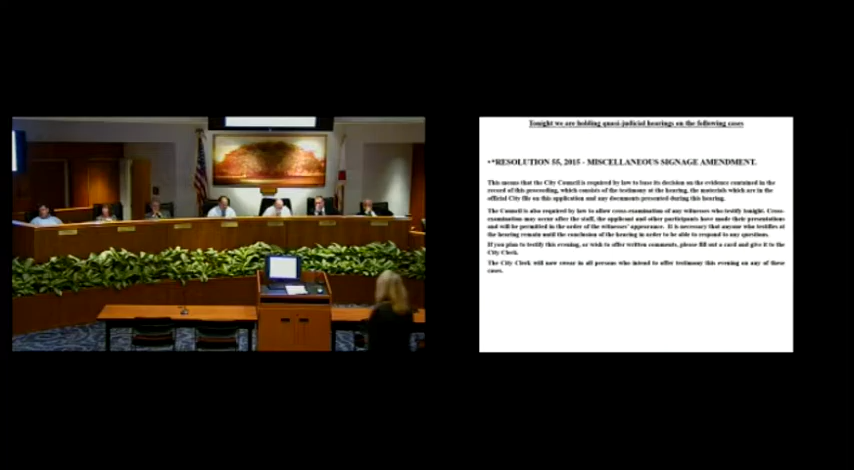 Tonight we are holding quasi-judicial hearings on the following cases
**RESOLUTION 55, 2015 - MISCELLANEOUS SIGNAGE AMENDMENT.
This means that the City Council is required by law to base its decision on the evidence contained in the
record of this proceeding, which consists of the testimony at the hearing, the materials which are in the
official City file on this application and any documents presented during this hearing.
The Council is also required by law to allow cross-examination of any witnesses who testify tonight. Cross-
examination may occur after the staff, the applicant and other participants have made their presentations
and will be permitted in the order of the witnesses' appearance. It is necessary that anyone who testifies at
the hearing remain until the conclusion of the hearing in order to be able to respond to any questions.
If you plan to testify this evening, or wish to offer written comments, please fill out a card and give it to the
City Clerk.
The City Clerk will now swear in all persons who intend to offer testimony this evening on any of these
cases.